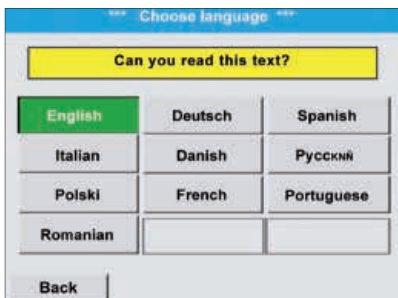 *** Choose language ***
Can you read this text?
English Deutsch Spanish
Italian Danish Русский
Polski French Portuguese
Romanian
Back